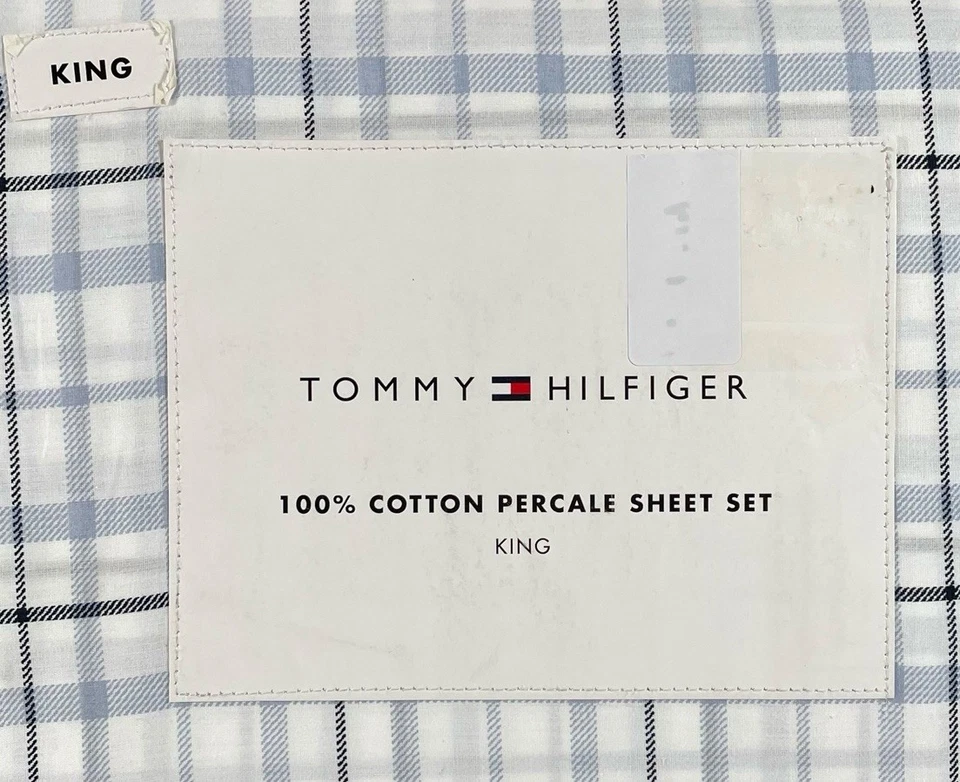 KING
TOMMY HILFIGER
100% COTTON PERCALE SHEET SET
KING